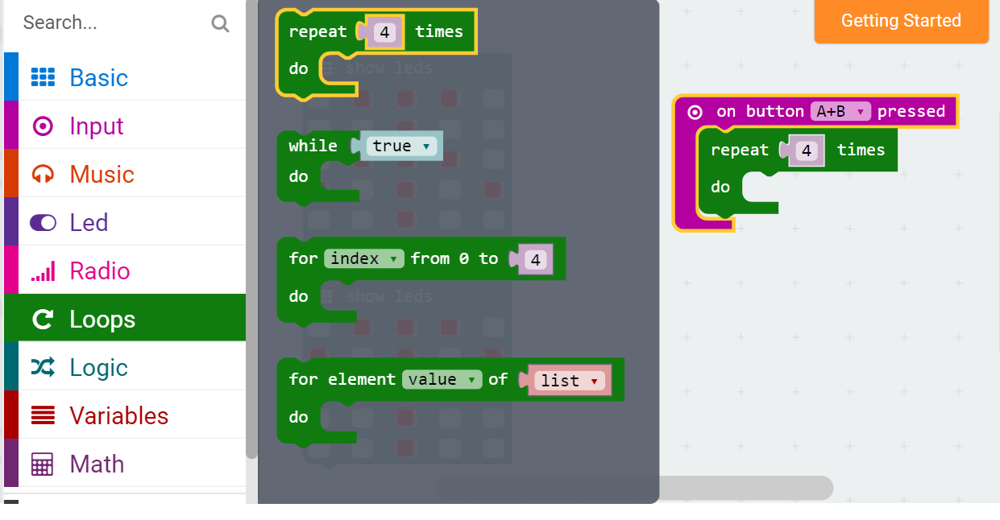 Search...
Basic
Input
Music
Led
Radio
Loops
Logic
Variables
Math
repeat 4 times
do
show leds
while true
do
for index from 0 to 4
do
show leds
for element value of list
do
Getting Started
on button A+B pressed
repeat 4 times
do